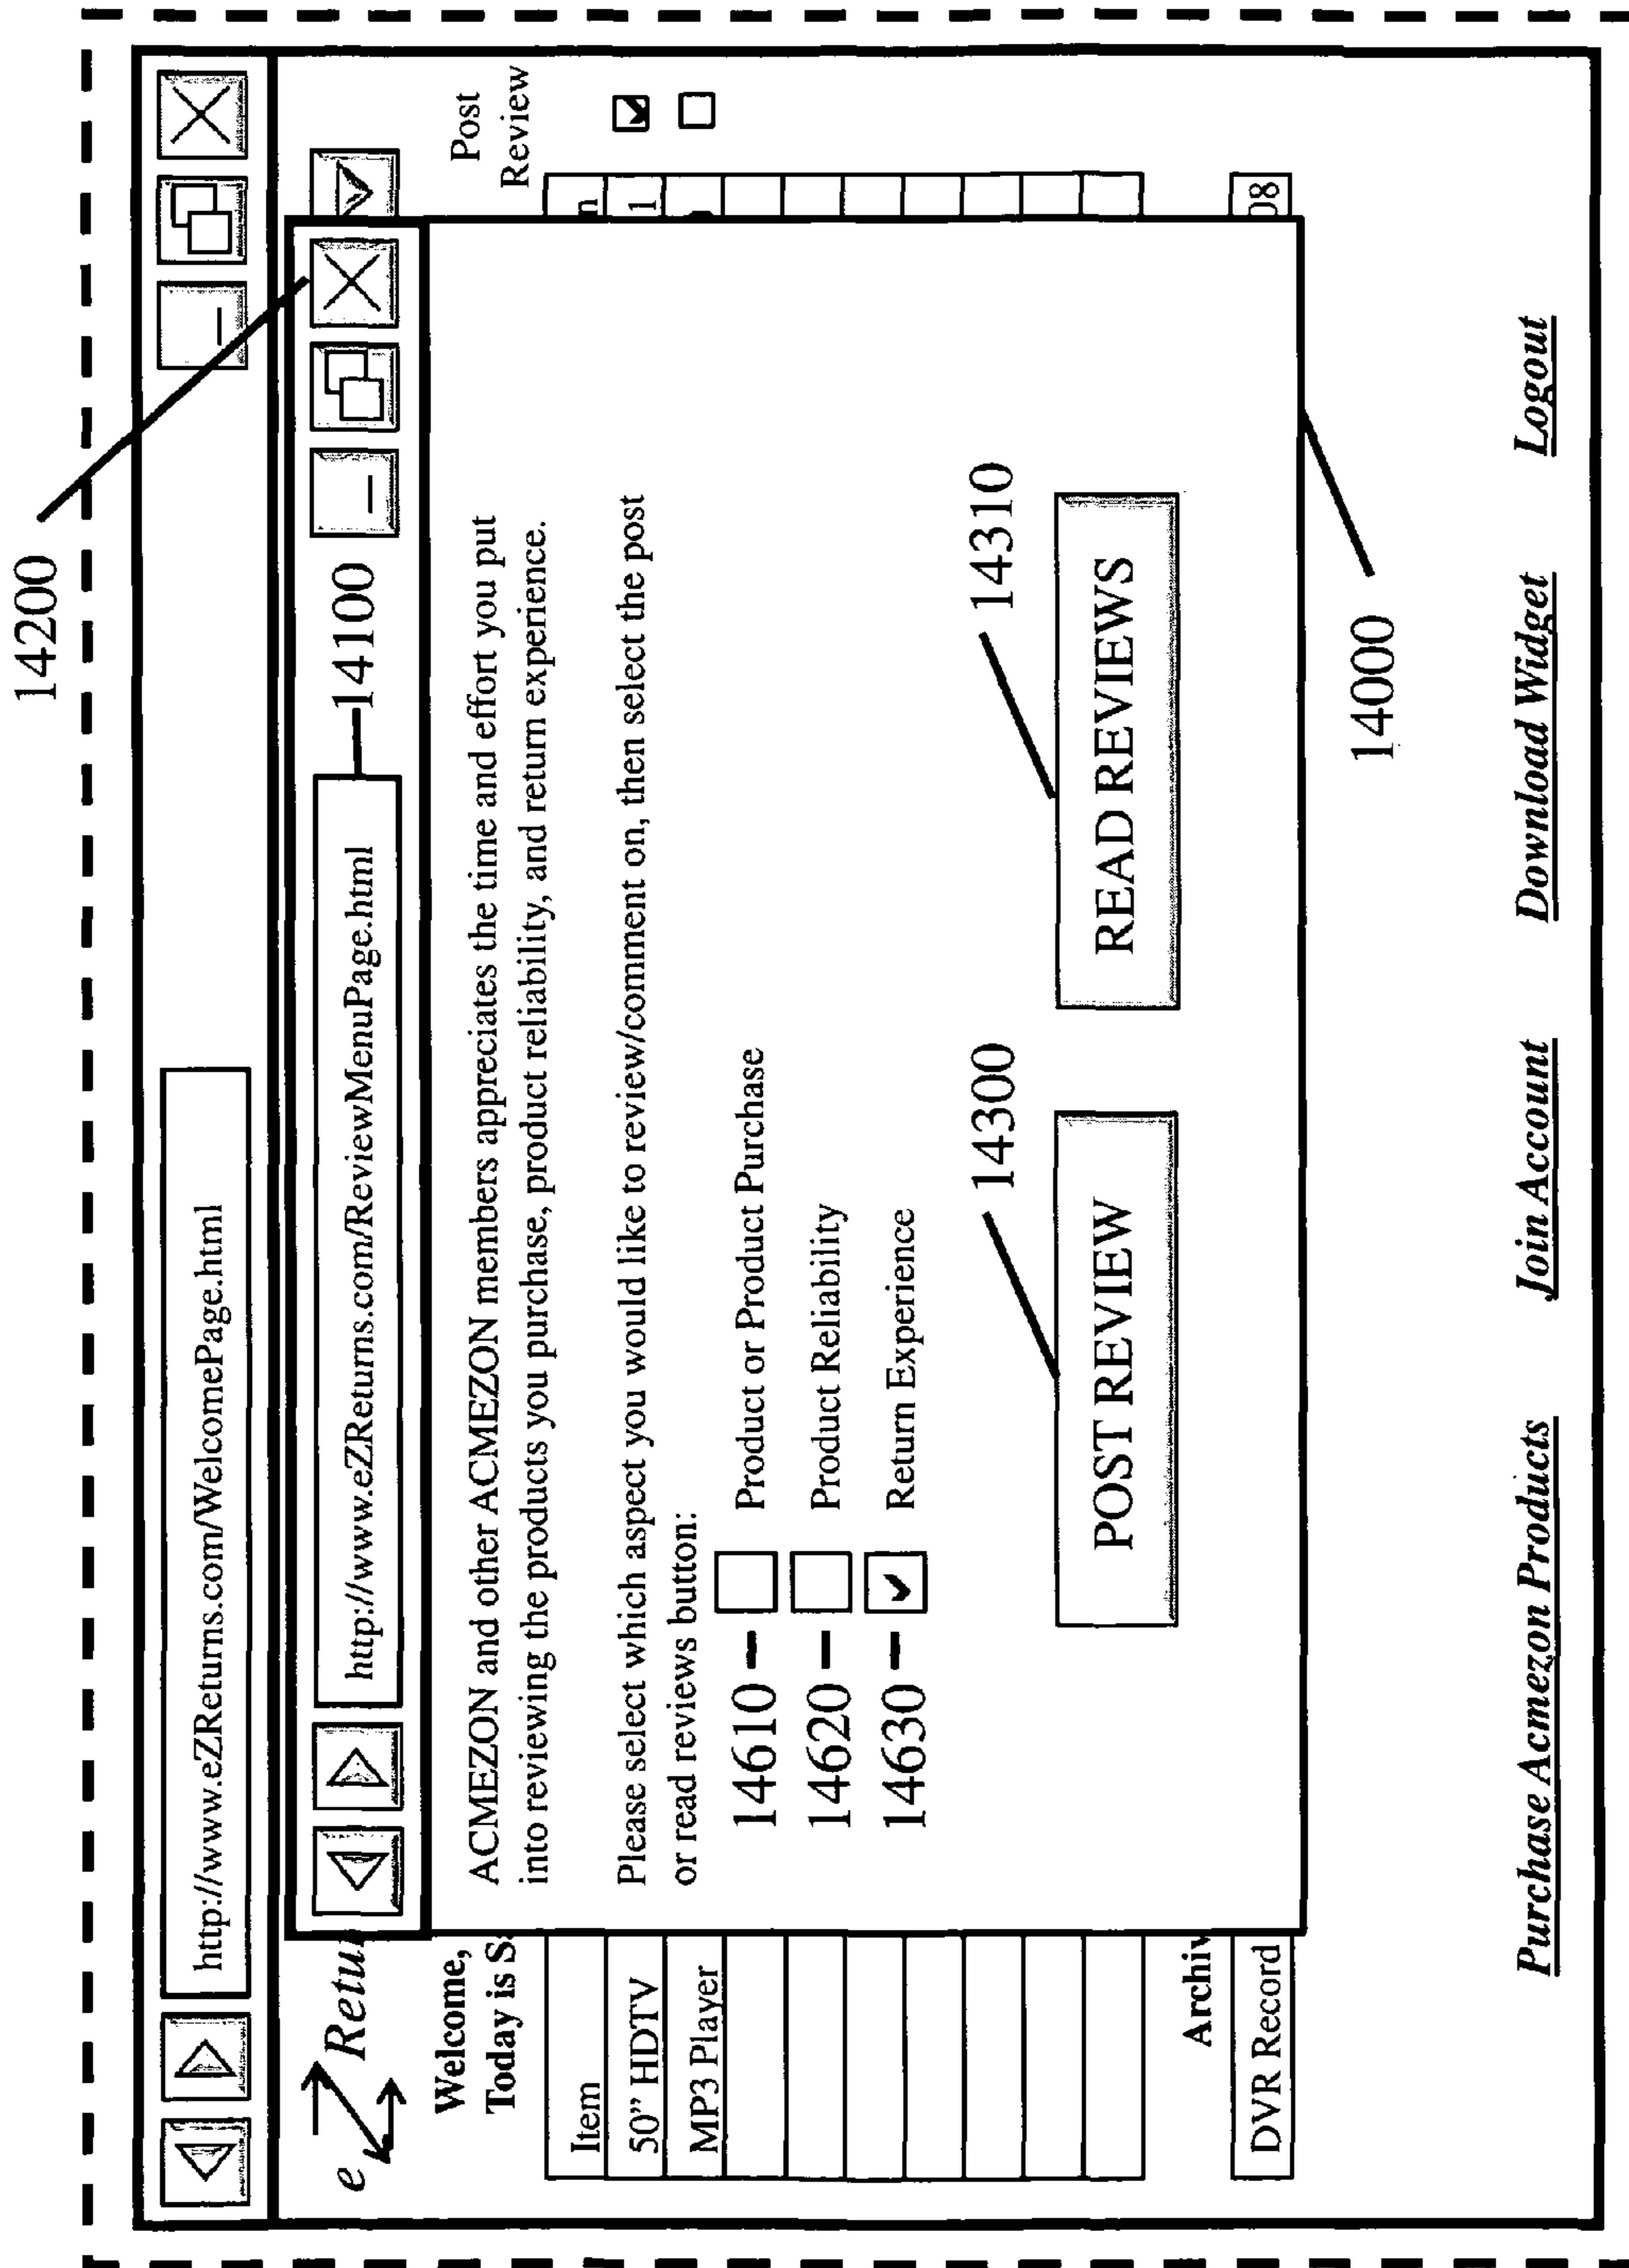 14200
http://www.eZReturns.com/WelcomePage.html
http://www.eZReturns.com/ReviewMenuPage.html
14100
e
Welcome,
Today is
Post
Review
Item
50” HDTV
1
MP3 Player
Archiv
DVR Record
08
ACMEZON and other ACMEZON members appreciates the time and effort you put
into reviewing the products you purchase, product reliability, and return experience.
Please select which aspect you would like to review/comment on, then select the post
or read reviews button:
14610 Product or Product Purchase
14620 Product Reliability
14630 Return Experience
14300
14310
POST REVIEW
READ REVIEWS
14000
Purchase Acmezon Products
Join Account
Download Widget
Logout